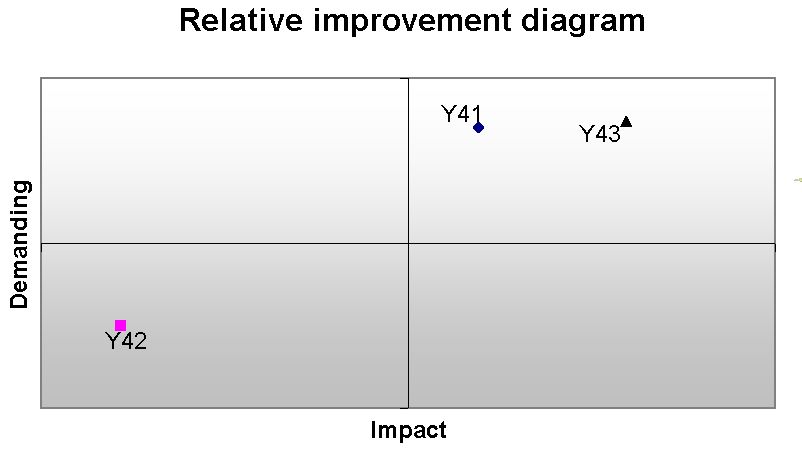 Relative improvement diagram
Y41
Y43
Demanding
Y42
Impact